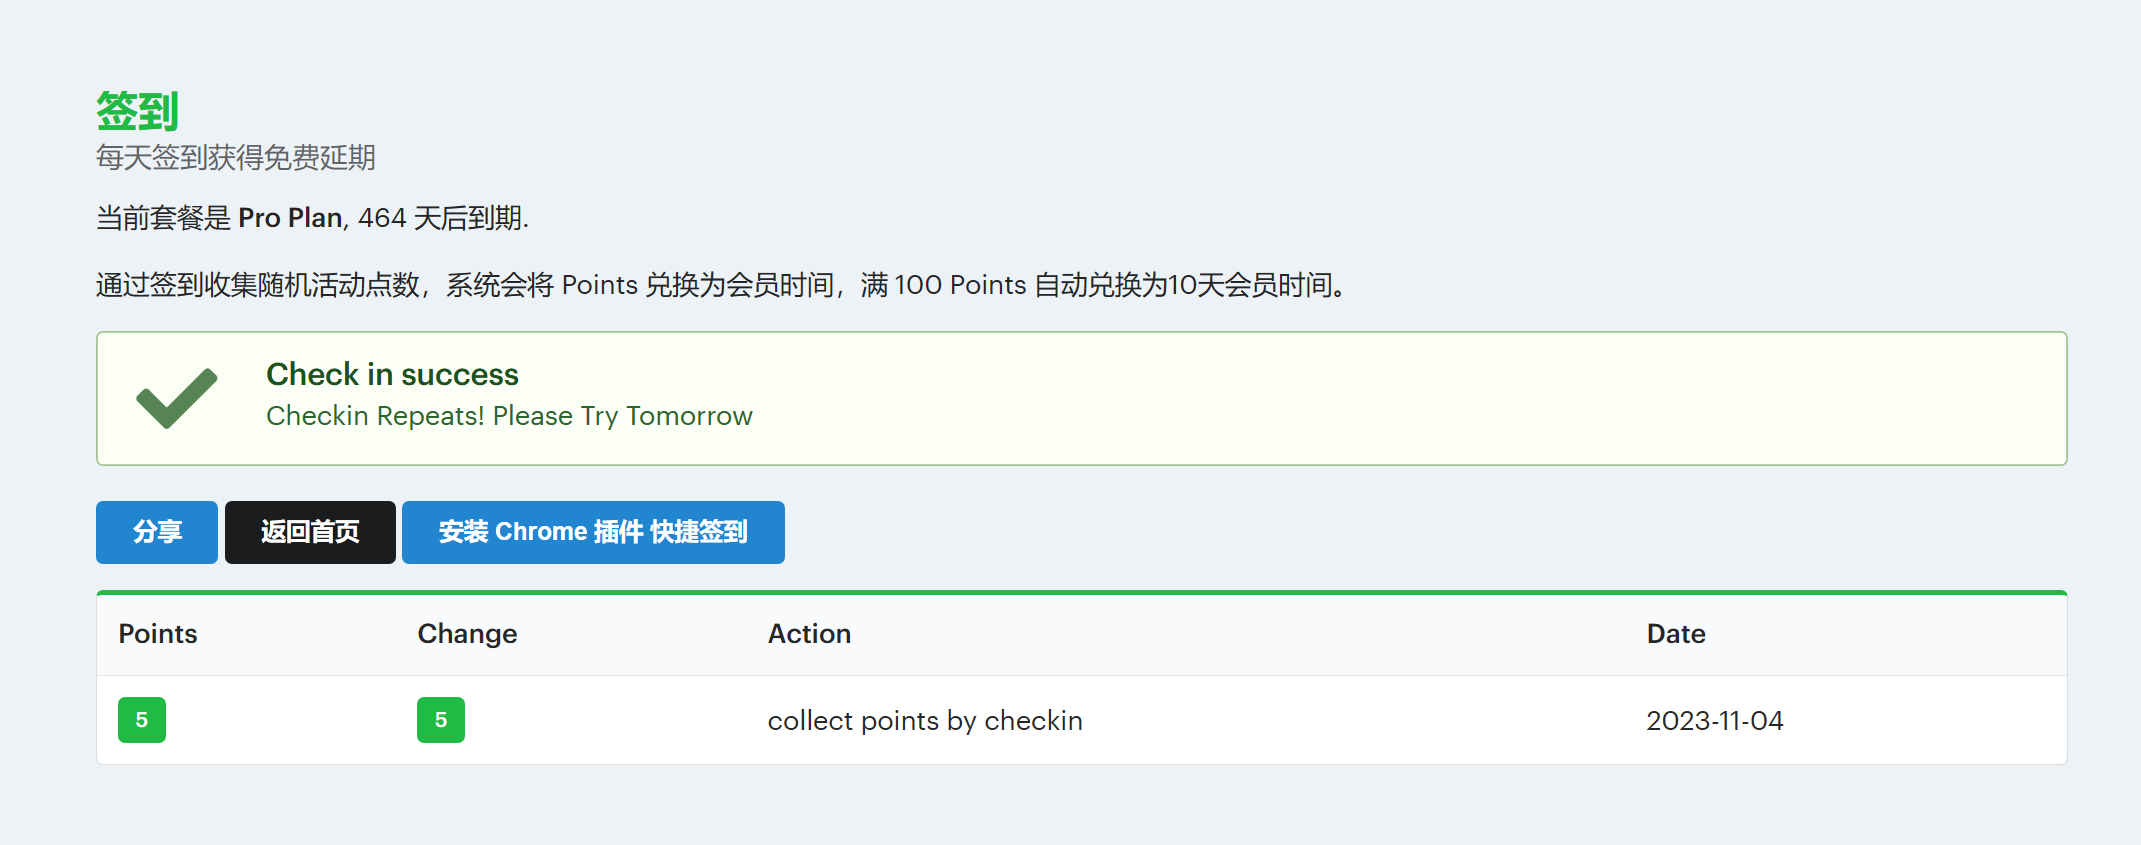 签到
每天签到获得免费延期
当前套餐是 Pro Plan, 464 天后到期.
通过签到收集随机活动点数，系统会将 Points 兑换为会员时间，满 100 Points 自动兑换为10天会员时间。
Check in success
Checkin Repeats! Please Try Tomorrow
分享 返回首页 安装 Chrome 插件 快捷签到
Points Change Action Date
5 5 collect points by checkin 2023-11-04